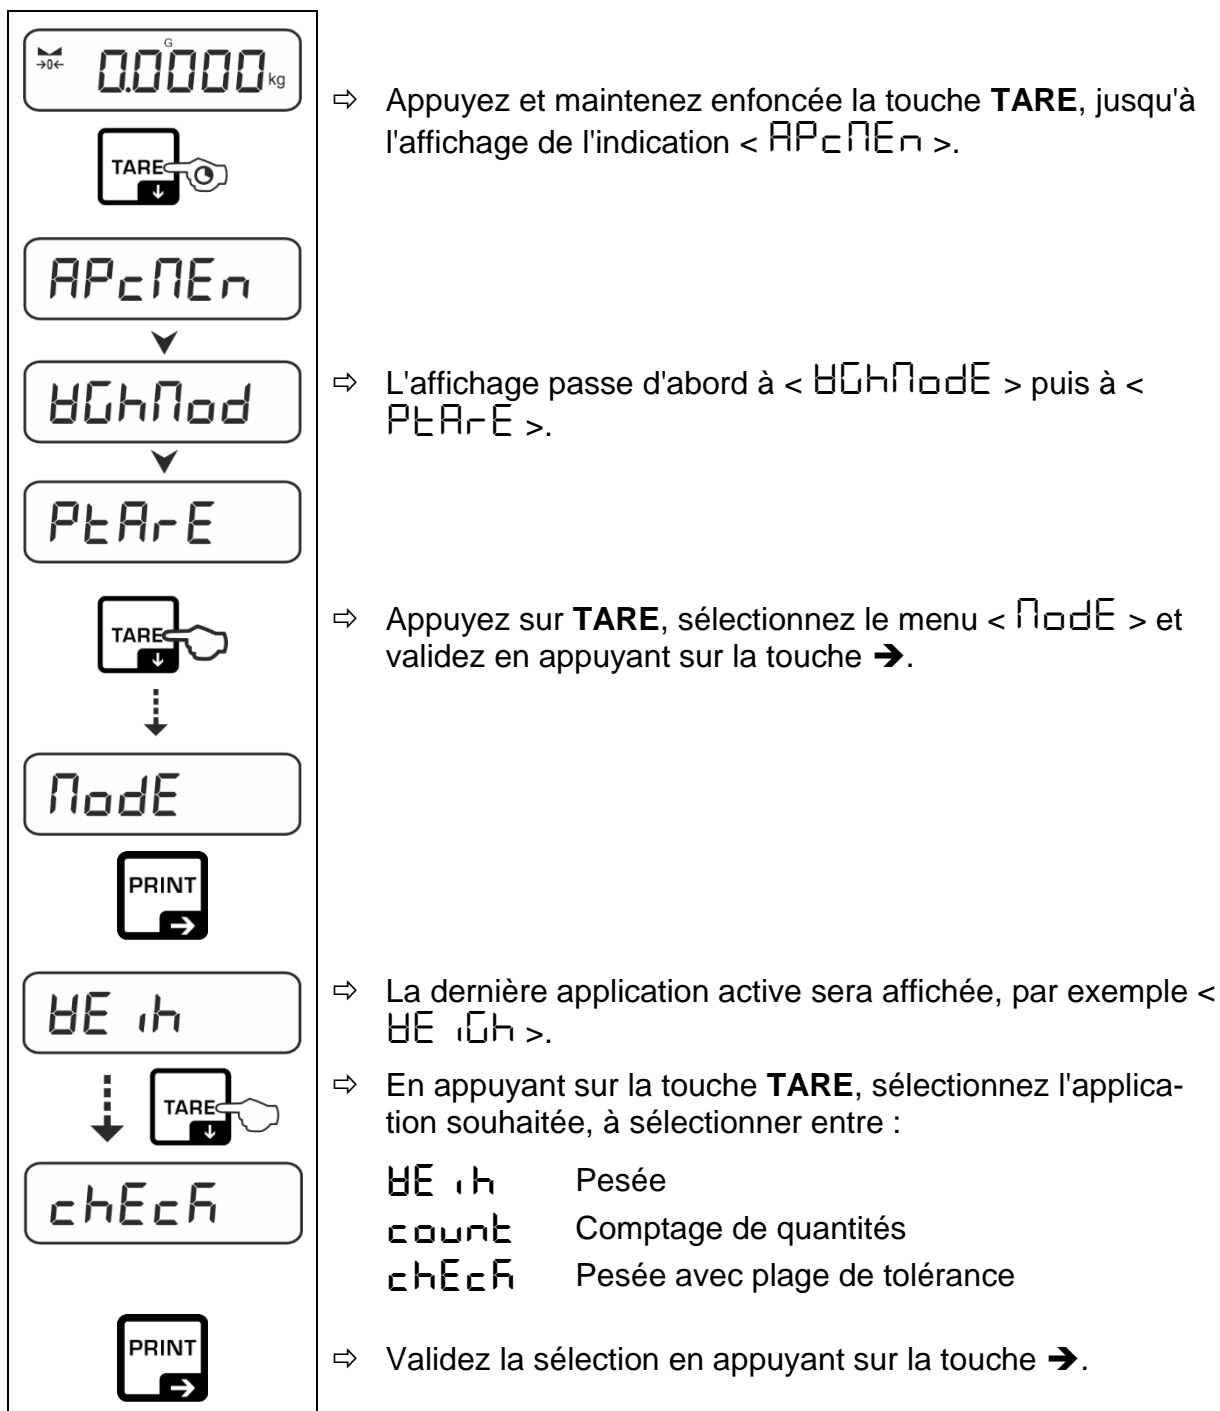 →0← G 0.0000 kg
⇨ Appuyez et maintenez enfoncée la touche TARE, jusqu'à
l'affichage de l'indication < APcMEn >.
TARE
↓
APcMEn
WGhMod
⇨ L'affichage passe d'abord à < WGhModE > puis à <
PtArE >.
PtArE
TARE
↓
⇨ Appuyez sur TARE, sélectionnez le menu < ModE > et
validez en appuyant sur la touche ➔.
ModE
PRINT
→
WEih
⇨ La dernière application active sera affichée, par exemple <
WEiGh >.
TARE
↓
⇨ En appuyant sur la touche TARE, sélectionnez l'applica-
tion souhaitée, à sélectionner entre :
chEck
WEih Pesée
count Comptage de quantités
chEck Pesée avec plage de tolérance
PRINT
→
⇨ Validez la sélection en appuyant sur la touche ➔.